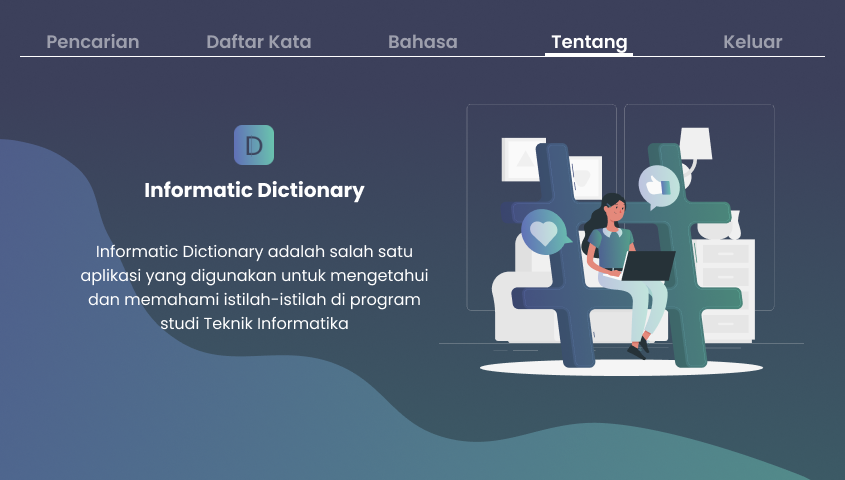 Pencarian Daftar Kata Bahasa Tentang Keluar
D
Informatic Dictionary
Informatic Dictionary adalah salah satu
aplikasi yang digunakan untuk mengetahui
dan memahami istilah-istilah di program
studi Teknik Informatika